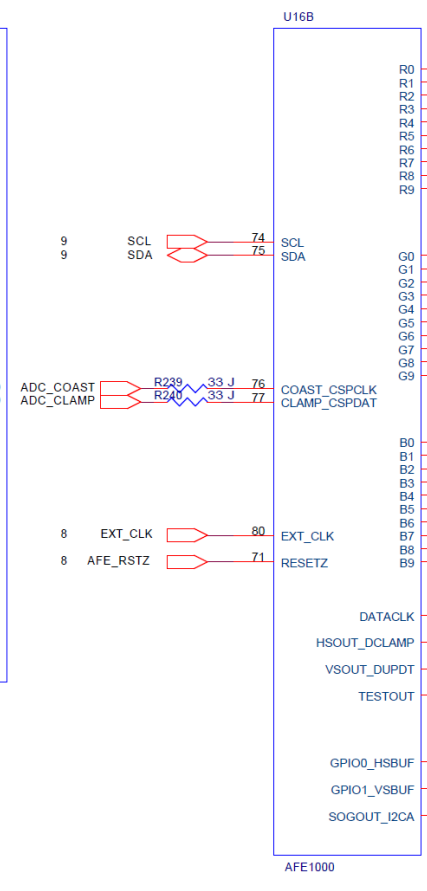 U16B
R0
R1
R2
R3
R4
R5
R6
R7
R8
R9
9 SCL 74 SCL
9 SDA 75 SDA
G0
G1
G2
G3
G4
G5
G6
G7
G8
G9
ADC_COAST R239 33 J 76 COAST_CSPCLK
ADC_CLAMP R240 33 J 77 CLAMP_CSPDAT
B0
B1
B2
B3
B4
B5
B6
B7
B8
B9
8 EXT_CLK 80 EXT_CLK
8 AFE_RSTZ 71 RESETZ
DATACLK
HSOUT_DCLAMP
VSOUT_DUPDT
TESTOUT
GPIO0_HSBUF
GPIO1_VSBUF
SOGOUT_I2CA
AFE1000